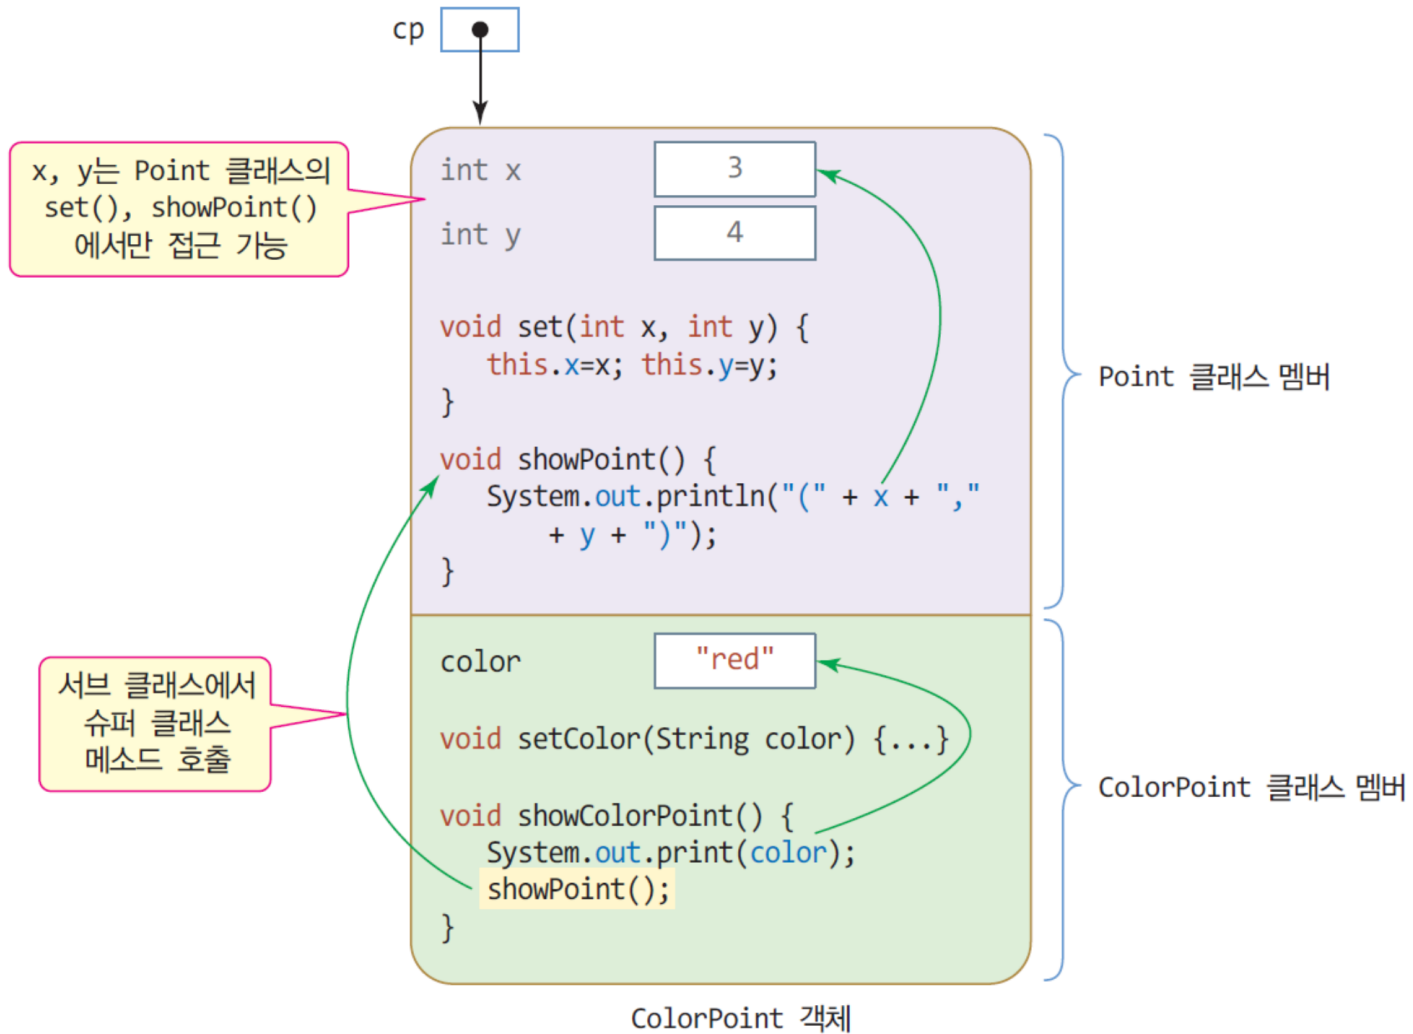 cp
x, y는 Point 클래스의
set(), showPoint()
에서만 접근 가능
int x
3
int y
4
void set(int x, int y) {
this.x=x; this.y=y;
}
void showPoint() {
System.out.println("(" + x + ","
+ y + ")");
}
Point 클래스 멤버
서브 클래스에서
슈퍼 클래스
메소드 호출
color
"red"
void setColor(String color) {...}
void showColorPoint() {
System.out.print(color);
showPoint();
}
ColorPoint 클래스 멤버
ColorPoint 객체